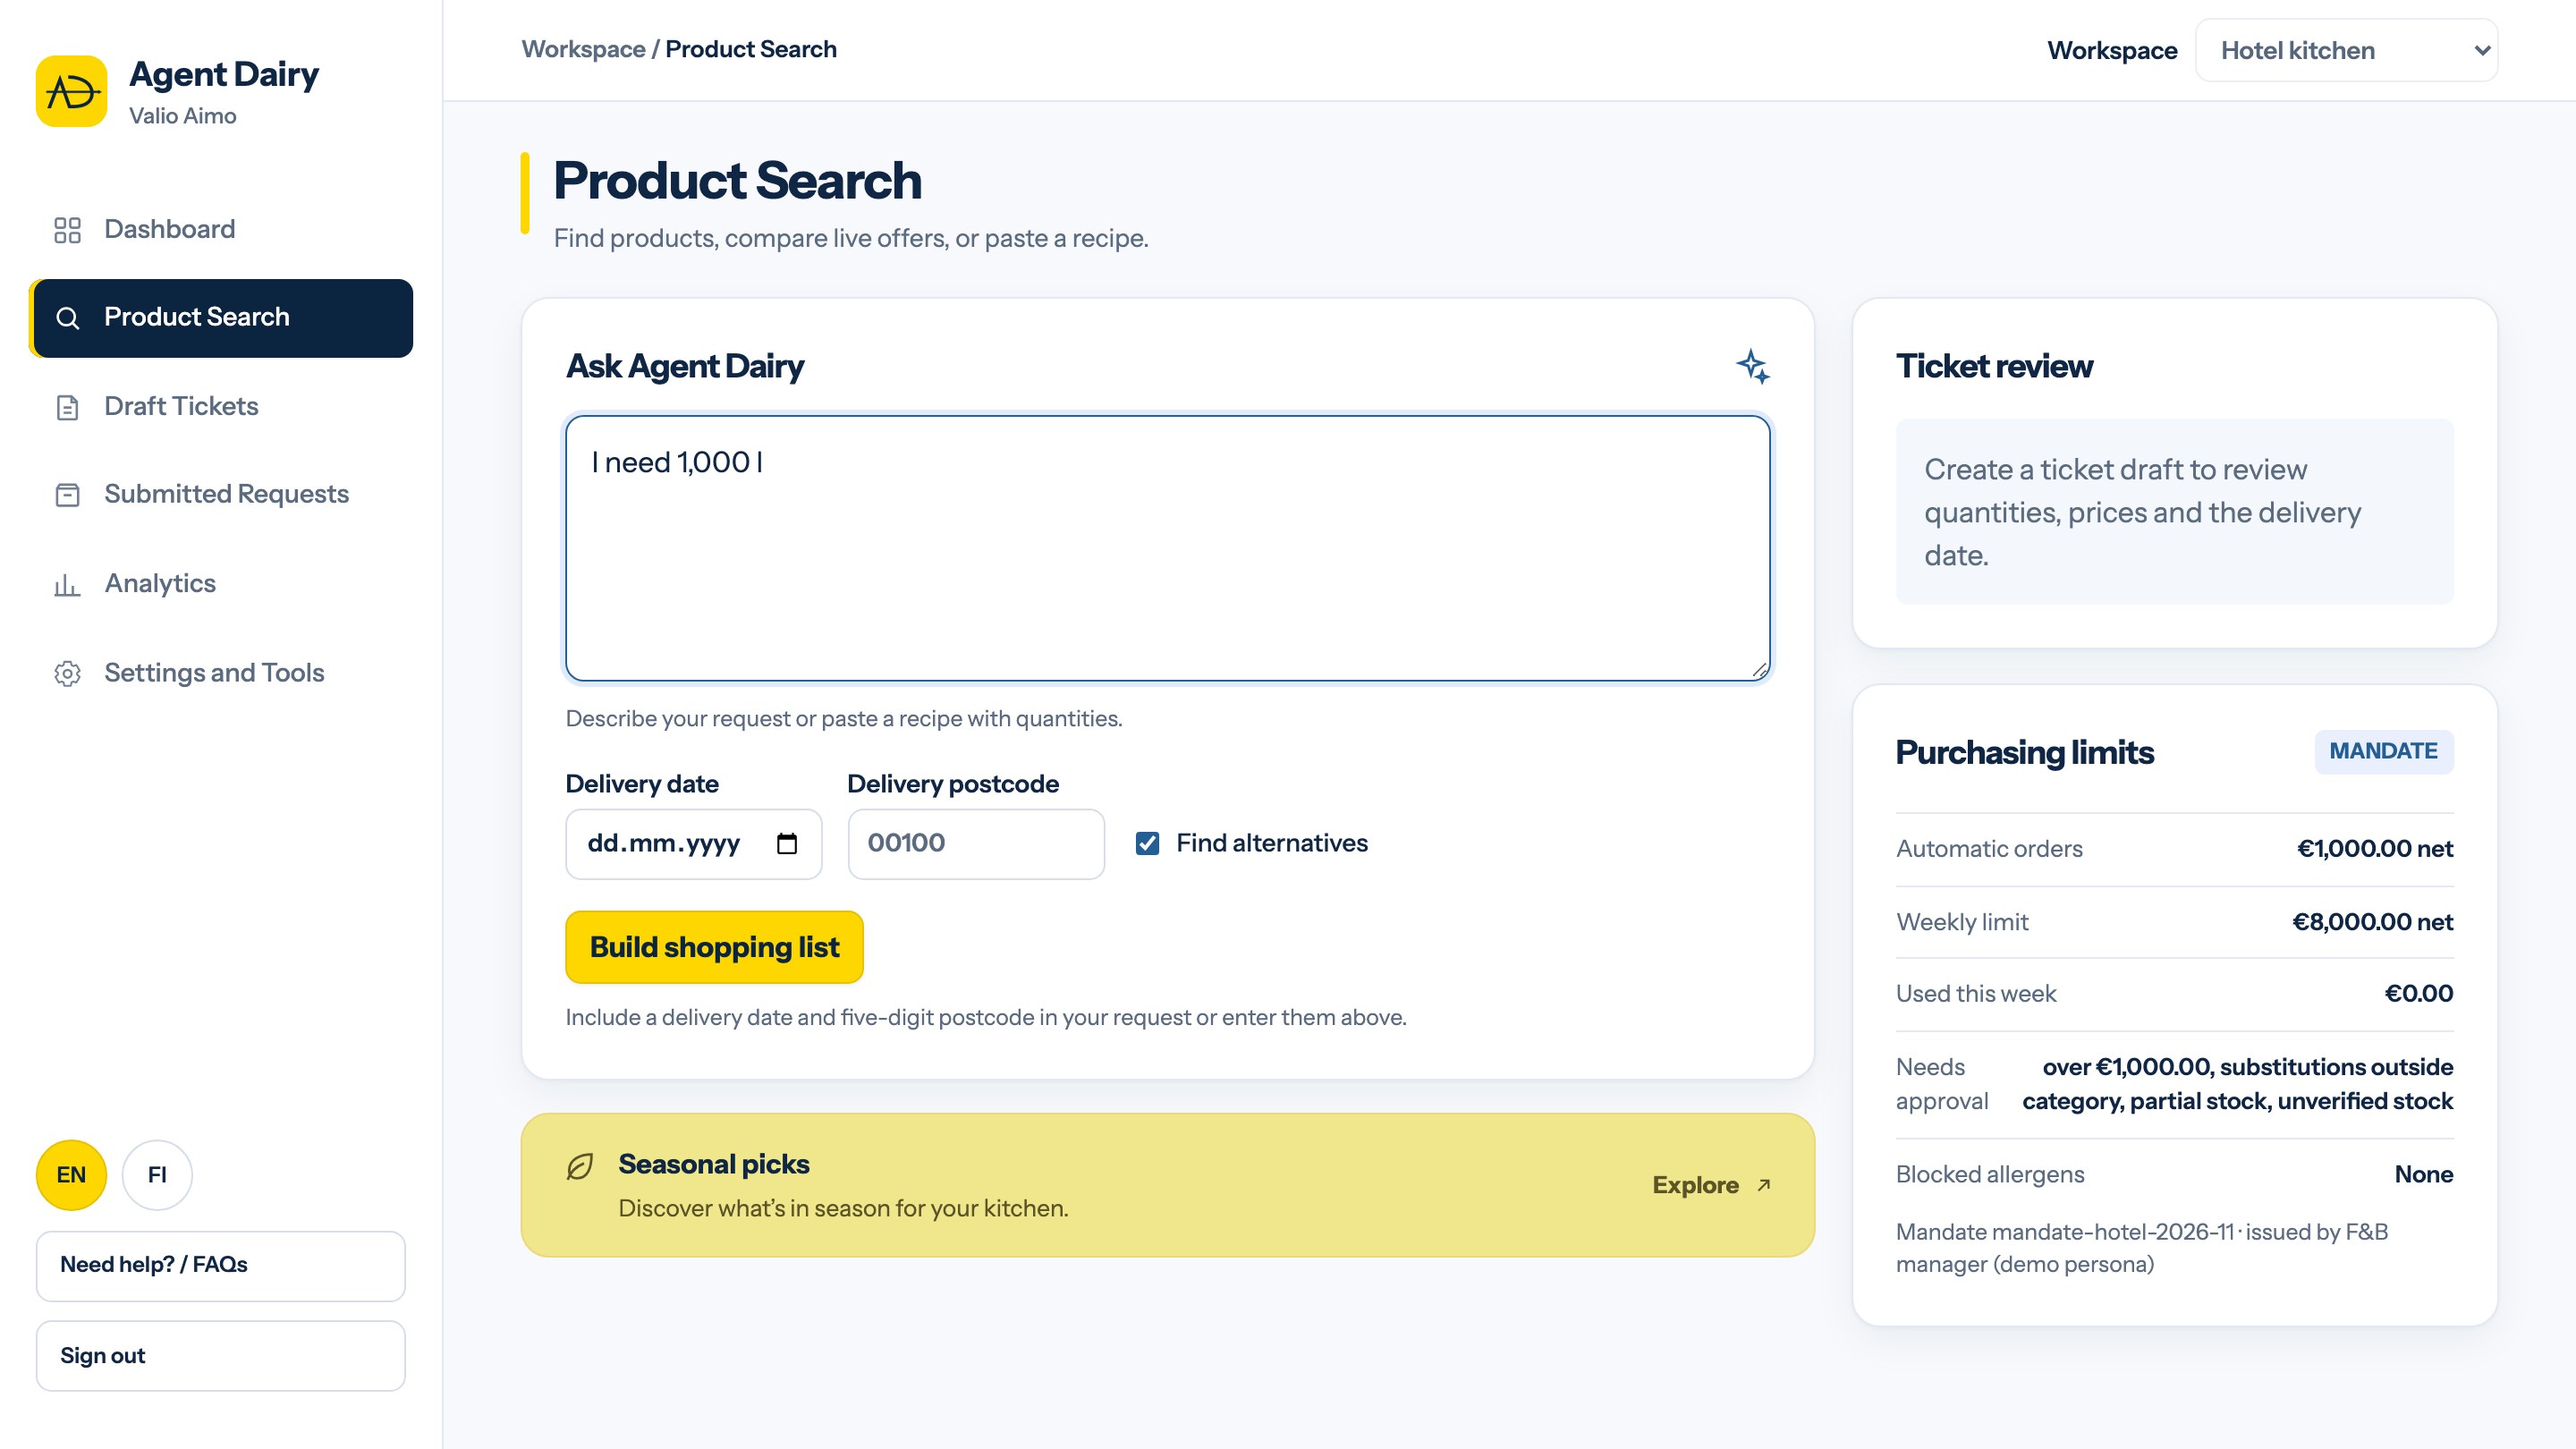 Agent Dairy
Valio Aimo
Dashboard
Product Search
Draft Tickets
Submitted Requests
Analytics
Settings and Tools
EN
FI
Need help? / FAQs
Sign out
Workspace / Product Search
Workspace
Hotel kitchen
Product Search
Find products, compare live offers, or paste a recipe.
Ask Agent Dairy
I need 1,000 l
Describe your request or paste a recipe with quantities.
Delivery date
Delivery postcode
dd.mm.yyyy
00100
Find alternatives
Build shopping list
Include a delivery date and five-digit postcode in your request or enter them above.
Seasonal picks
Discover what’s in season for your kitchen.
Explore
Ticket review
Create a ticket draft to review
quantities, prices and the delivery
date.
Purchasing limits
MANDATE
Automatic orders €1,000.00 net
Weekly limit €8,000.00 net
Used this week €0.00
Needs over €1,000.00, substitutions outside
approval category, partial stock, unverified stock
Blocked allergens None
Mandate mandate-hotel-2026-11 · issued by F&B
manager (demo persona)